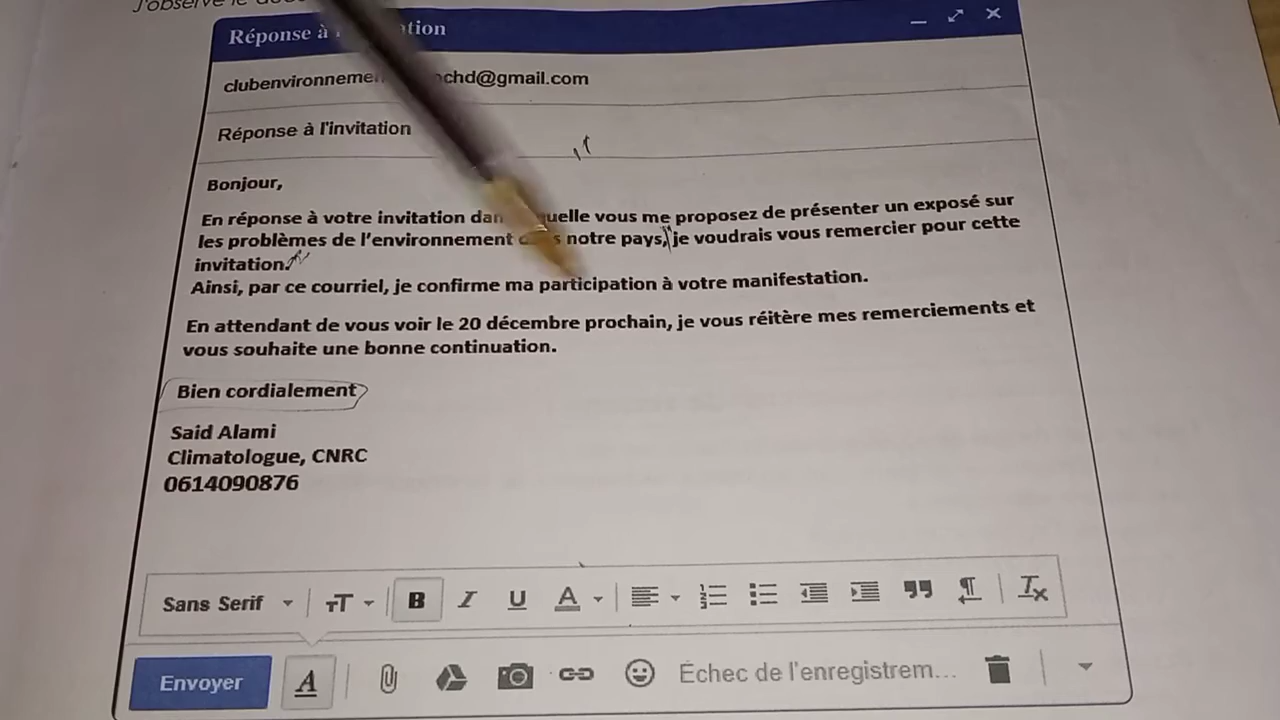 J'observe le
Réponse à
clubenvironneme chd@gmail.com
Réponse à l'invitation
Bonjour,
En réponse à votre invitation vous me proposez de présenter un exposé sur
les problèmes de l'environnement notre pays, je voudrais vous remercier pour cette
invitation.
Ainsi, par ce courriel, je confirme ma participation à votre manifestation.
En attendant de vous voir le 20 décembre prochain, je vous réitère mes remerciements et
vous souhaite une bonne continuation.
Bien cordialement
Said Alami
Climatologue, CNRC
0614090876
Sans Serif
Envoyer
Échec de l'enregistrem...